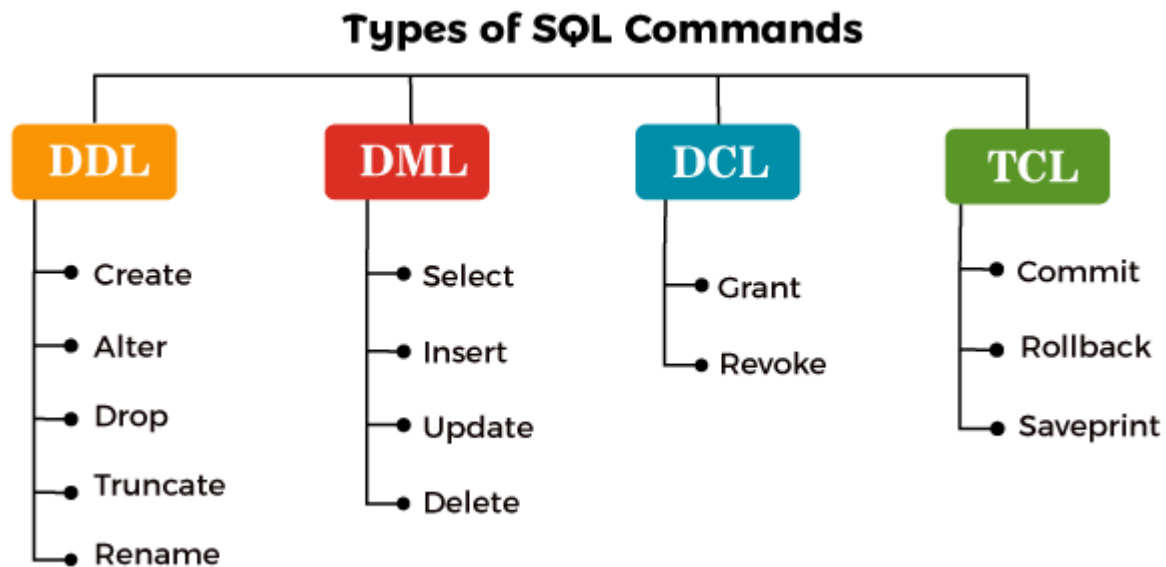 Types of SQL Commands
DDL
Create
Alter
Drop
Truncate
Rename
DML
Select
Insert
Update
Delete
DCL
Grant
Revoke
TCL
Commit
Rollback
Saveprint